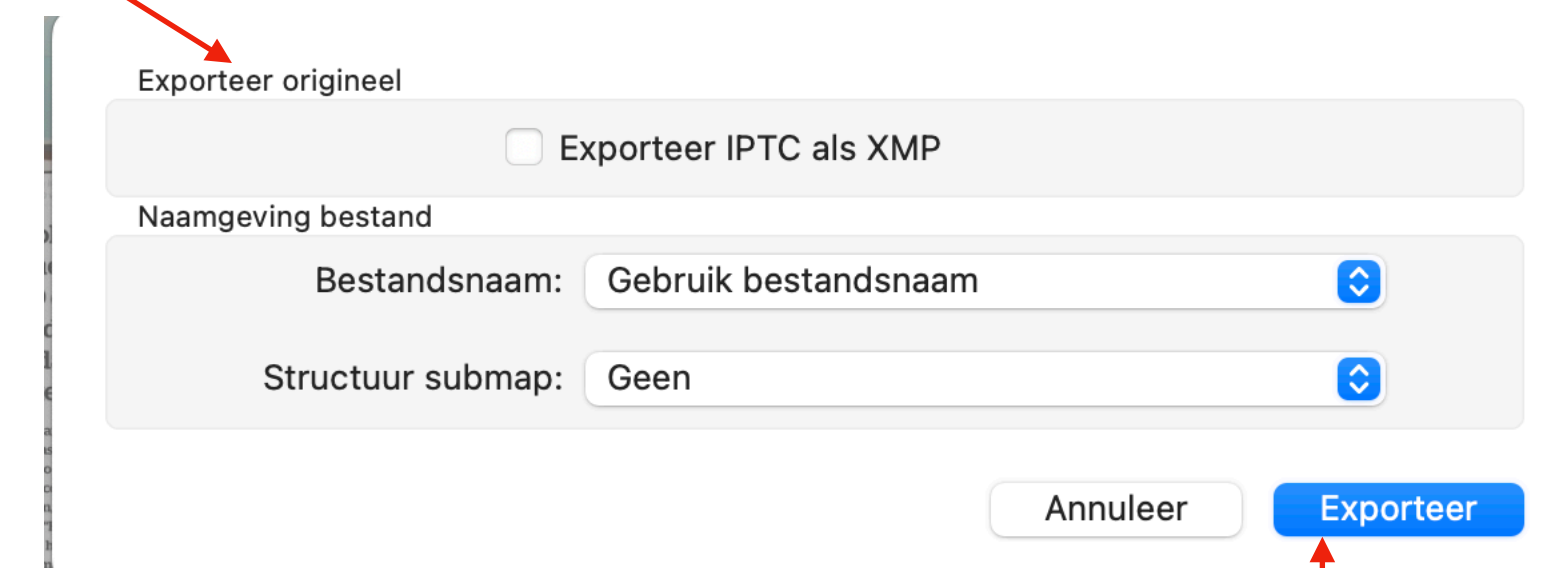 Exporteer origineel
Exporteer IPTC als XMP
Naamgeving bestand
Bestandsnaam: Gebruik bestandsnaam
Structuur submap: Geen
Annuleer Exporteer